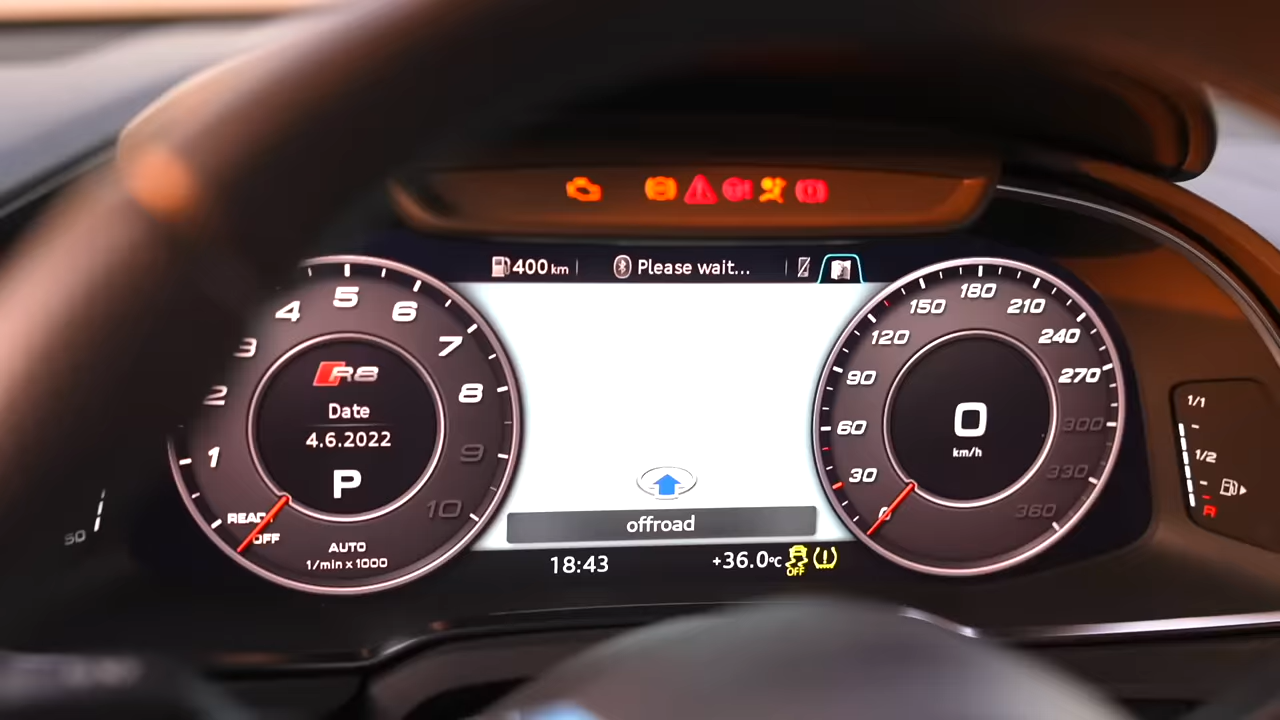 400 km
Please wait...
1
2
3
4
5
6
7
8
9
10
R8
Date
4.6.2022
P
READY
OFF
AUTO
1/min x 1000
offroad
18:43
+36.0°C
OFF
0
30
60
90
120
150
180
210
240
270
300
330
360
0
km/h
1/1
1/2
R
50